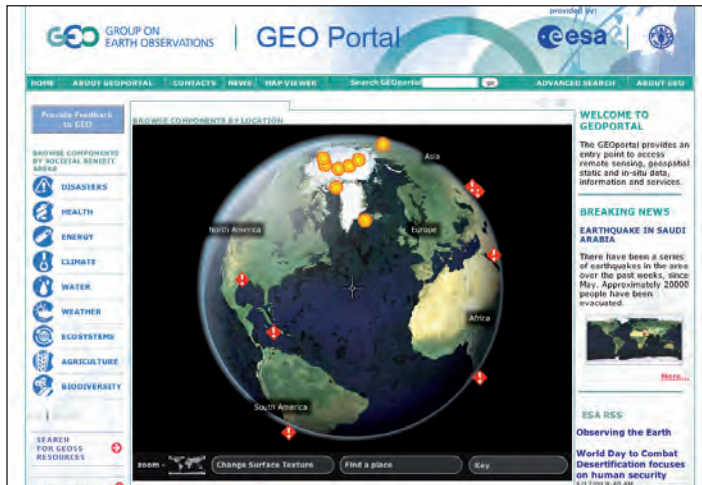 provided by:
GEO GROUP ON
EARTH OBSERVATIONS
GEO Portal
esa
HOME ABOUT GEOPORTAL CONTACTS NEWS MAP VIEWER Search GEOportal go ADVANCED SEARCH ABOUT GEO
Provide Feedback
to GEO
BROWSE COMPONENTS
BY SOCIETAL BENEFIT
AREAS
DISASTERS
HEALTH
ENERGY
CLIMATE
WATER
WEATHER
ECOSYSTEMS
AGRICULTURE
BIODIVERSITY
SEARCH
FOR GEOSS
RESOURCES
BROWSE COMPONENTS BY LOCATION
Asia
North America
Europe
Africa
South America
zoom - Change Surface Texture Find a place Key
WELCOME TO
GEOPORTAL
The GEOportal provides an
entry point to access
remote sensing, geospatial
static and in-situ data,
information and services.
BREAKING NEWS
EARTHQUAKE IN SAUDI
ARABIA
There have been a series
of earthquakes in the area
over the past weeks, since
May. Approximately 20000
people have been
evacuated.
More...
ESA RSS
Observing the Earth
World Day to Combat
Desertification focuses
on human security